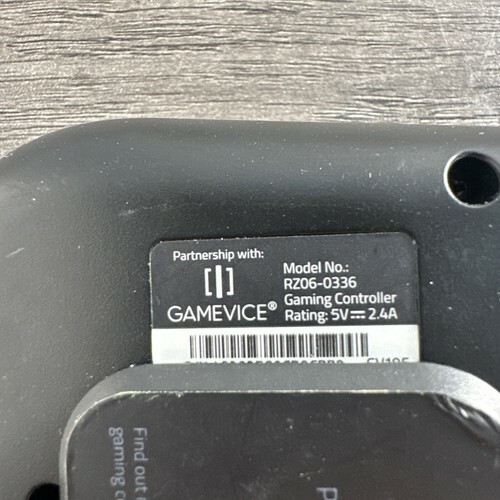 Partnership with:
GAMEVICE®
Model No.:
RZ06-0336
Gaming Controller
Rating: 5V⎓2.4A
Find out
gaming